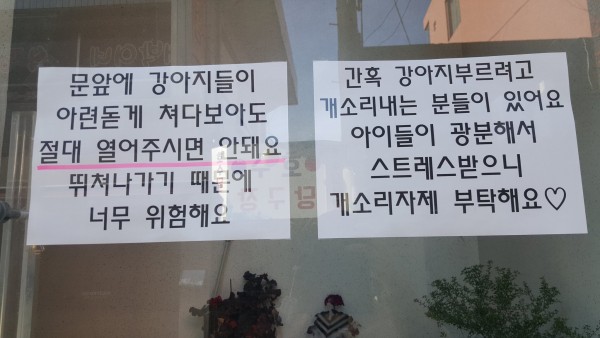 문앞에 강아지들이
아련돋게 쳐다보아도
절대 열어주시면 안돼요
뛰쳐나가기 때문에
너무 위험해요
간혹 강아지부르려고
개소리내는 분들이 있어요
아이들이 광분해서
스트레스받으니
개소리자제 부탁해요♡